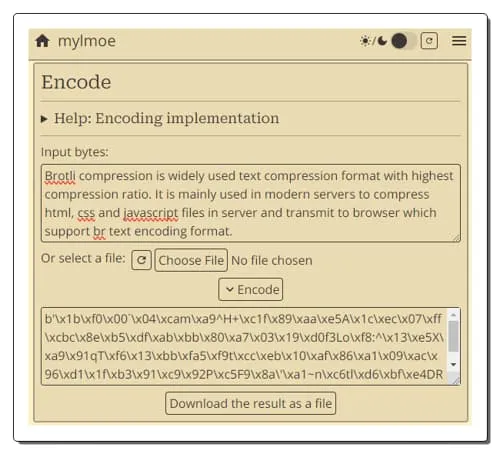 mylmoe
Encode
Help: Encoding implementation
Input bytes:
Brotli compression is widely used text compression format with highest
compression ratio. It is mainly used in modern servers to compress
html, css and javascript files in server and transmit to browser which
support br text encoding format.
Or select a file: Choose File No file chosen
Encode
b"\x1b\xf0\x00`\x04\xcam\xa9^H+\xc1f\x89\xaa\xe5A\x1c\xec\x07\xff
\xcbc\x8e\xb5\xdf\xab\xbb\x80\xa7\x03\x19\xd0f3Lo\xf8:^\x13\xe5X\
xa9\x91qT\xf6\x13\xbb\xfa5\xf9t\xcc\xeb\x10\xaf\x86\xa1\x09\xac\x
96\xd1\x1f\xb3\x91\xc9\x92P\xc5F9\x8a\'\xa1~n\xc6tl\xd6\xbf\xe4DR
Download the result as a file